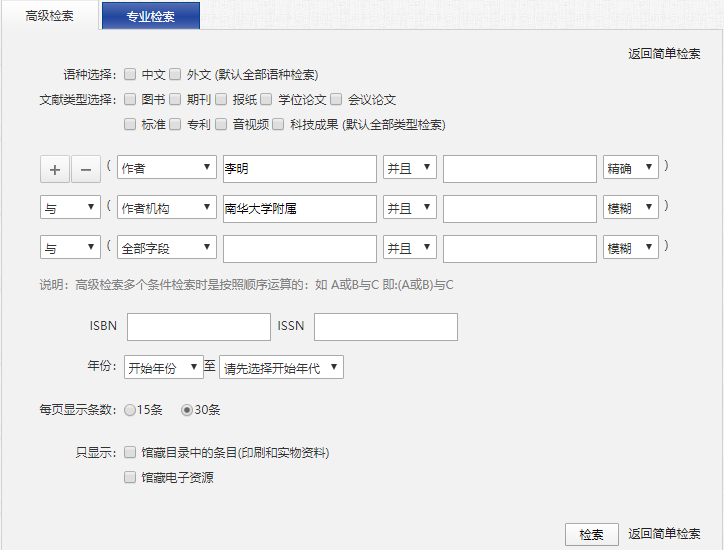 高级检索 专业检索
返回简单检索
语种选择: 中文 外文 (默认全部语种检索)
文献类型选择: 图书 期刊 报纸 学位论文 会议论文
标准 专利 音视频 科技成果 (默认全部类型检索)
+ − ( 作者 李明 并且 精确 )
与 ( 作者机构 南华大学附属 并且 模糊 )
与 ( 全部字段 并且 模糊 )
说明：高级检索多个条件检索时是按照顺序运算的：如 A或B与C 即:(A或B)与C
ISBN ISSN
年份: 开始年份 至 请先选择开始年代
每页显示条数: 15条 30条
只显示: 馆藏目录中的条目(印刷和实物资料)
馆藏电子资源
检索 返回简单检索